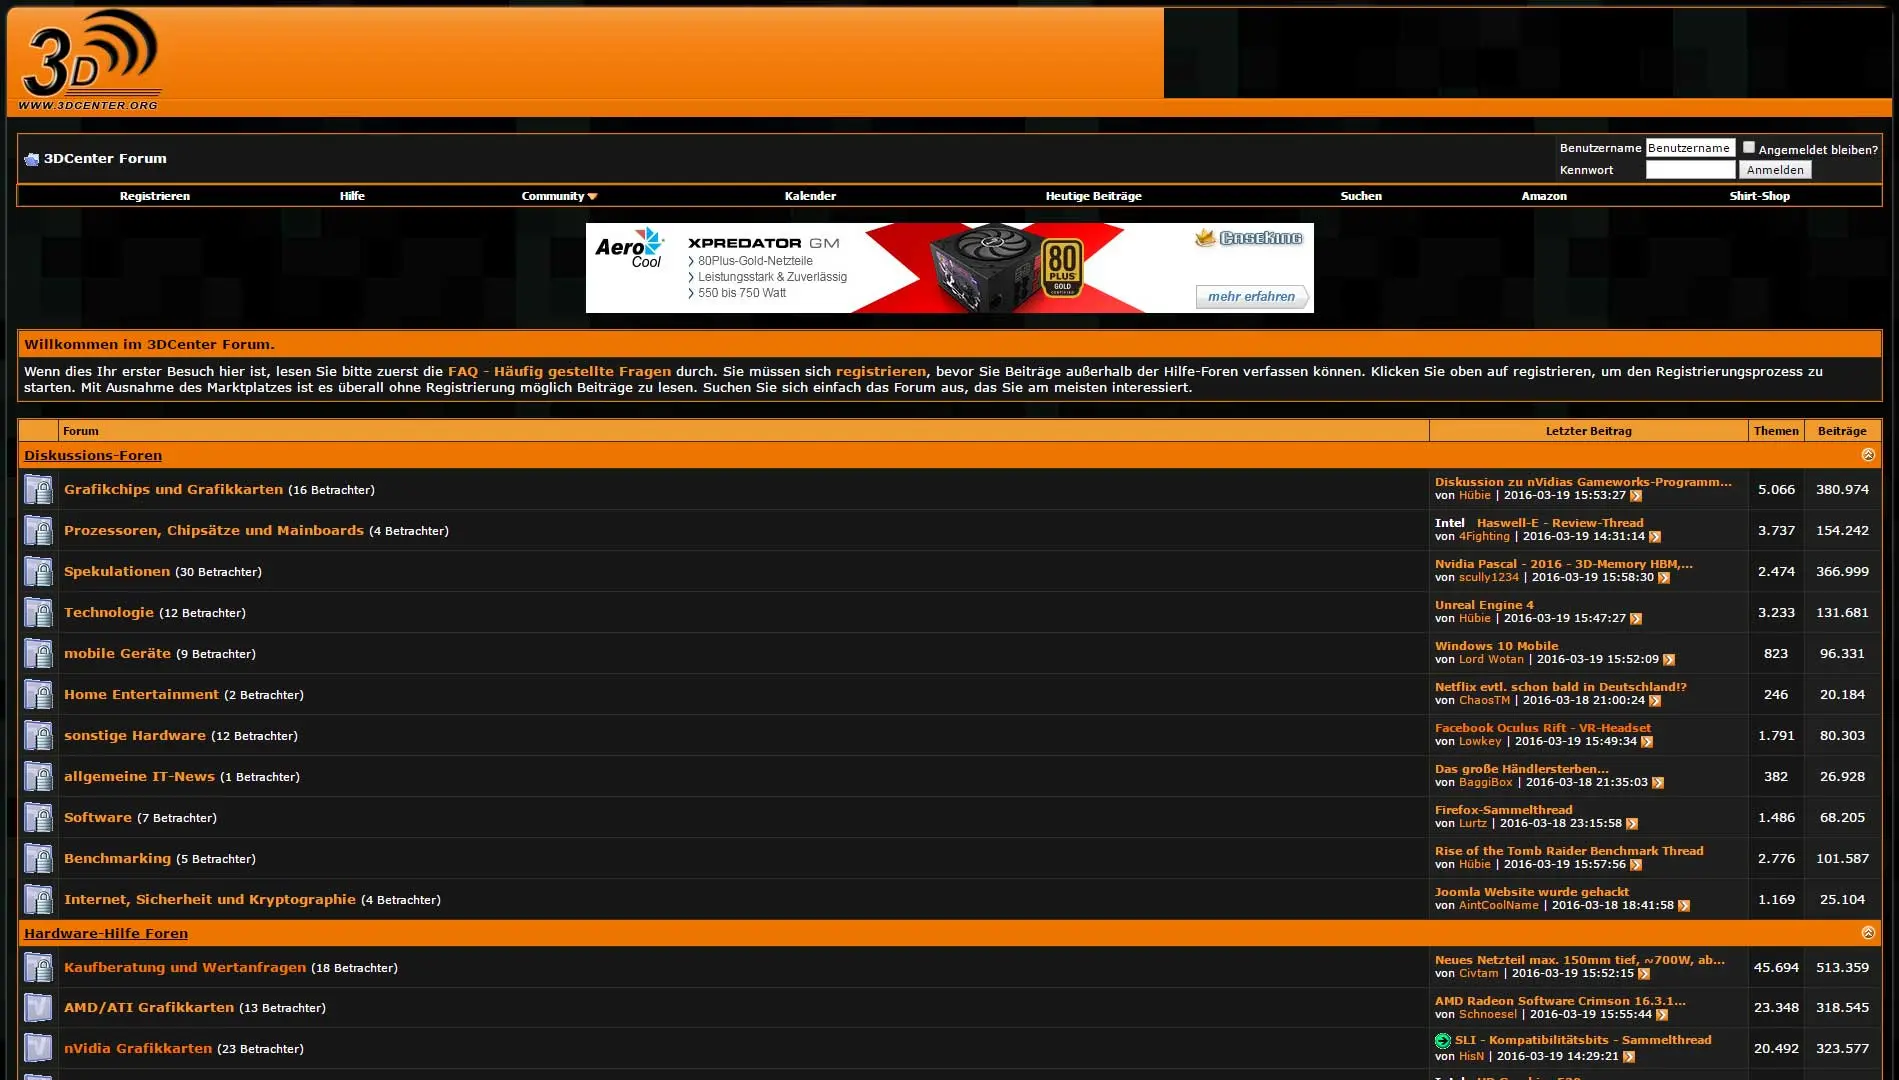 3D
WWW.3DCENTER.ORG
3DCenter Forum
Benutzername Benutzername Angemeldet bleiben?
Kennwort Anmelden
Registrieren Hilfe Community Kalender Heutige Beiträge Suchen Amazon Shirt-Shop
Aero Cool
XPREDATOR GM
80Plus-Gold-Netzteile
Leistungsstark & Zuverlässig
550 bis 750 Watt
80 PLUS GOLD
CASEKING
mehr erfahren
Willkommen im 3DCenter Forum.
Wenn dies Ihr erster Besuch hier ist, lesen Sie bitte zuerst die FAQ - Häufig gestellte Fragen durch. Sie müssen sich registrieren, bevor Sie Beiträge außerhalb der Hilfe-Foren verfassen können. Klicken Sie oben auf registrieren, um den Registrierungsprozess zu
starten. Mit Ausnahme des Marktplatzes ist es überall ohne Registrierung möglich Beiträge zu lesen. Suchen Sie sich einfach das Forum aus, das Sie am meisten interessiert.
Forum Letzter Beitrag Themen Beiträge
Diskussions-Foren
Grafikchips und Grafikkarten (16 Betrachter)
Diskussion zu nVidias Gameworks-Programm...
von Hübie | 2016-03-19 15:53:27
5.066 380.974
Prozessoren, Chipsätze und Mainboards (4 Betrachter)
Intel Haswell-E - Review-Thread
von 4Fighting | 2016-03-19 14:31:14
3.737 154.242
Spekulationen (30 Betrachter)
Nvidia Pascal - 2016 - 3D-Memory HBM,...
von scully1234 | 2016-03-19 15:58:30
2.474 366.999
Technologie (12 Betrachter)
Unreal Engine 4
von Hübie | 2016-03-19 15:47:27
3.233 131.681
mobile Geräte (9 Betrachter)
Windows 10 Mobile
von Lord Wotan | 2016-03-19 15:52:09
823 96.331
Home Entertainment (2 Betrachter)
Netflix evtl. schon bald in Deutschland!?
von ChaosTM | 2016-03-18 21:00:24
246 20.184
sonstige Hardware (12 Betrachter)
Facebook Oculus Rift - VR-Headset
von Lowkey | 2016-03-19 15:49:34
1.791 80.303
allgemeine IT-News (1 Betrachter)
Das große Händlersterben...
von BaggiBox | 2016-03-18 21:35:03
382 26.928
Software (7 Betrachter)
Firefox-Sammelthread
von Lurtz | 2016-03-18 23:15:58
1.486 68.205
Benchmarking (5 Betrachter)
Rise of the Tomb Raider Benchmark Thread
von Hübie | 2016-03-19 15:57:56
2.776 101.587
Internet, Sicherheit und Kryptographie (4 Betrachter)
Joomla Website wurde gehackt
von AintCoolName | 2016-03-18 18:41:58
1.169 25.104
Hardware-Hilfe Foren
Kaufberatung und Wertanfragen (18 Betrachter)
Neues Netzteil max. 150mm tief, ~700W, ab...
von Civtam | 2016-03-19 15:52:15
45.694 513.359
AMD/ATI Grafikkarten (13 Betrachter)
AMD Radeon Software Crimson 16.3.1...
von Schnoesel | 2016-03-19 15:55:44
23.348 318.545
nVidia Grafikkarten (23 Betrachter)
SLI - Kompatibilitätsbits - Sammelthread
von HisN | 2016-03-19 14:29:21
20.492 323.577